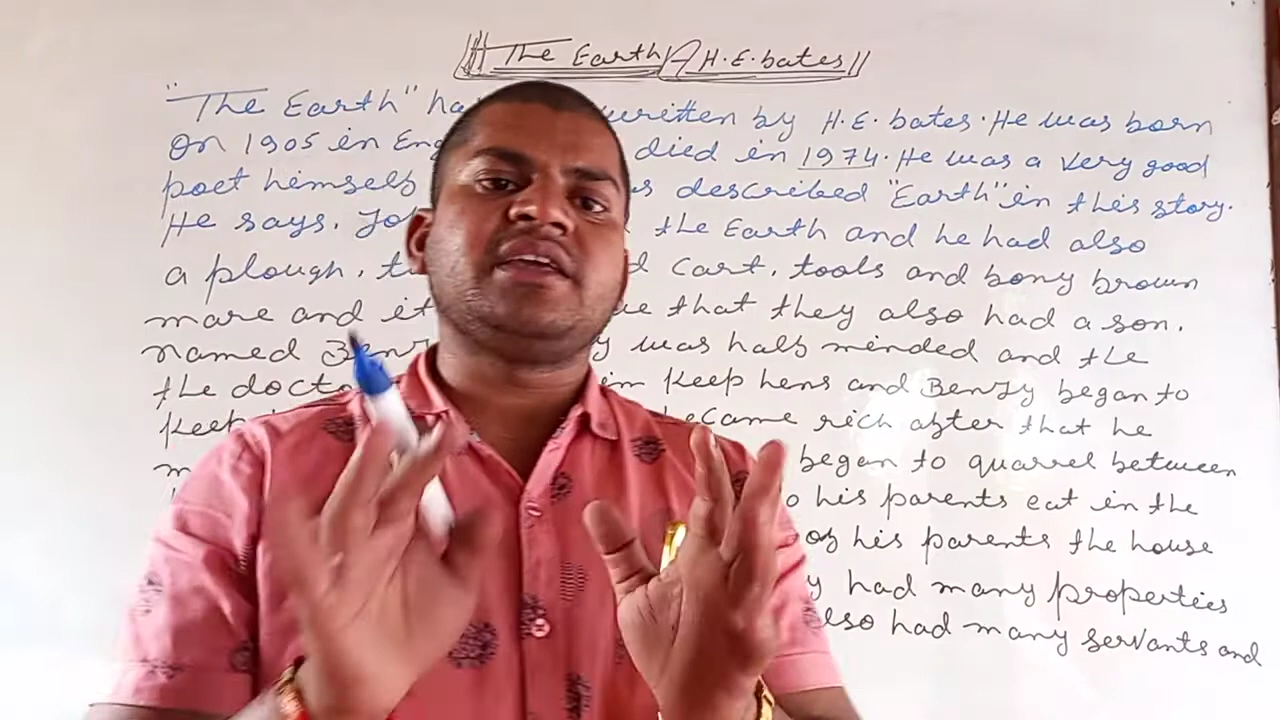 The Earth H.E.bates
"The Earth" ha written by H.E.bates. He was born
on 1905 in Eng died in 1974. He was a very good
poet himself described "Earth" in this story.
He says. the Earth and he had also
a plough, cart, tools and bony brown
mare and it that they also had a son.
named was half minded and the
the keep hens and Benjy began to
keep became rich after that he
began to quarrel between
his parents eat in the
of his parents the house
had many properties
also had many servants and